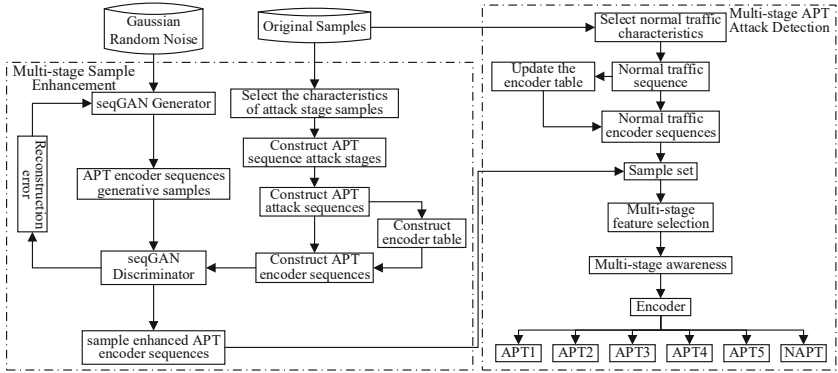 Gaussian
Random Noise
Original Samples
Multi-stage Sample
Enhancement
seqGAN Generator
Reconstruction
error
APT encoder sequences
generative samples
seqGAN
Discriminator
sample enhanced APT
encoder sequences
Select the characteristics
of attack stage samples
Construct APT
sequence attack stages
Construct APT
attack sequences
Construct
encoder table
Construct APT
encoder sequences
Multi-stage APT
Attack Detection
Select normal traffic
characteristics
Update the
encoder table
Normal traffic
sequence
Normal traffic
encoder sequences
Sample set
Multi-stage
feature selection
Multi-stage awareness
Encoder
APT1
APT2
APT3
APT4
APT5
NAPT